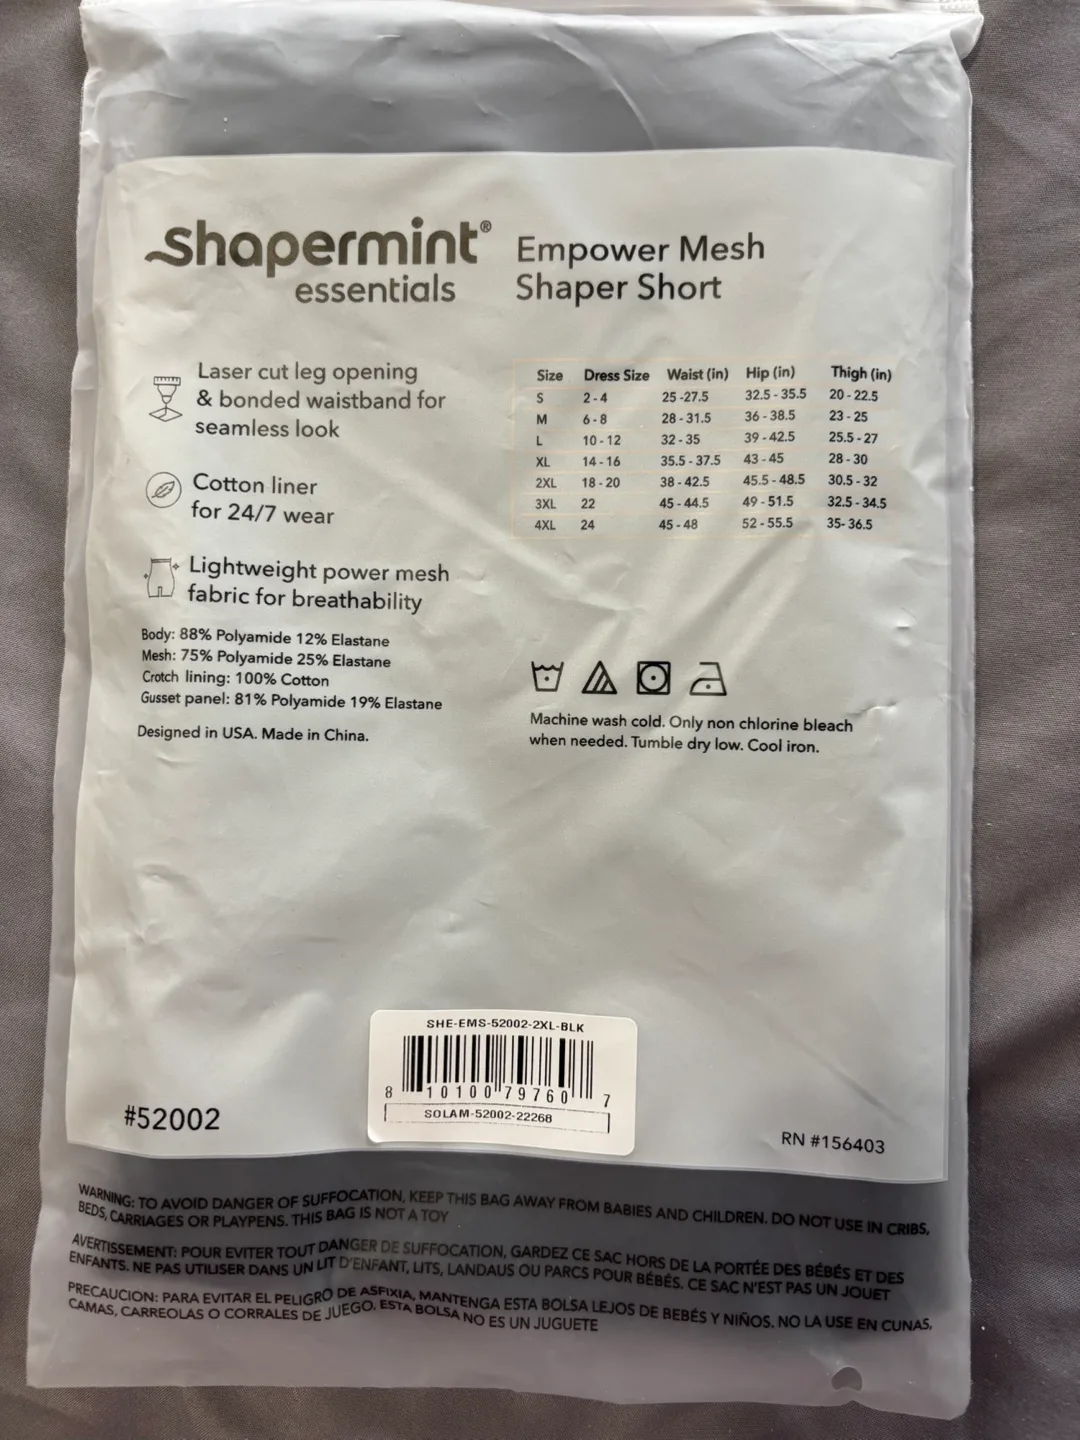 shapermint®
essentials
Empower Mesh
Shaper Short
Laser cut leg opening
& bonded waistband for
seamless look
Cotton liner
for 24/7 wear
Lightweight power mesh
fabric for breathability
Body: 88% Polyamide 12% Elastane
Mesh: 75% Polyamide 25% Elastane
Crotch lining: 100% Cotton
Gusset panel: 81% Polyamide 19% Elastane
Designed in USA. Made in China.
Size Dress Size Waist (in) Hip (in) Thigh (in)
S 2 - 4 25 -27.5 32.5 - 35.5 20 - 22.5
M 6 - 8 28 - 31.5 36 - 38.5 23 - 25
L 10 - 12 32 - 35 39 - 42.5 25.5 - 27
XL 14 - 16 35.5 - 37.5 43 - 45 28 - 30
2XL 18 - 20 38 - 42.5 45.5 - 48.5 30.5 - 32
3XL 22 45 - 44.5 49 - 51.5 32.5 - 34.5
4XL 24 45 - 48 52 - 55.5 35- 36.5
Machine wash cold. Only non chlorine bleach
when needed. Tumble dry low. Cool iron.
SHE-EMS-52002-2XL-BLK
8 10100 79760 7
SOLAM-52002-22268
#52002
RN #156403
WARNING: TO AVOID DANGER OF SUFFOCATION, KEEP THIS BAG AWAY FROM BABIES AND CHILDREN. DO NOT USE IN CRIBS,
BEDS, CARRIAGES OR PLAYPENS. THIS BAG IS NOT A TOY
AVERTISSEMENT: POUR EVITER TOUT DANGER DE SUFFOCATION, GARDEZ CE SAC HORS DE LA PORTÉE DES BÉBÉS ET DES
ENFANTS. NE PAS UTILISER DANS UN LIT D'ENFANT, LITS, LANDAUS OU PARCS POUR BÉBÉS. CE SAC N'EST PAS UN JOUET
PRECAUCION: PARA EVITAR EL PELIGRO DE ASFIXIA, MANTENGA ESTA BOLSA LEJOS DE BEBÉS Y NIÑOS. NO LA USE EN CUNAS,
CAMAS, CARREOLAS O CORRALES DE JUEGO. ESTA BOLSA NO ES UN JUGUETE